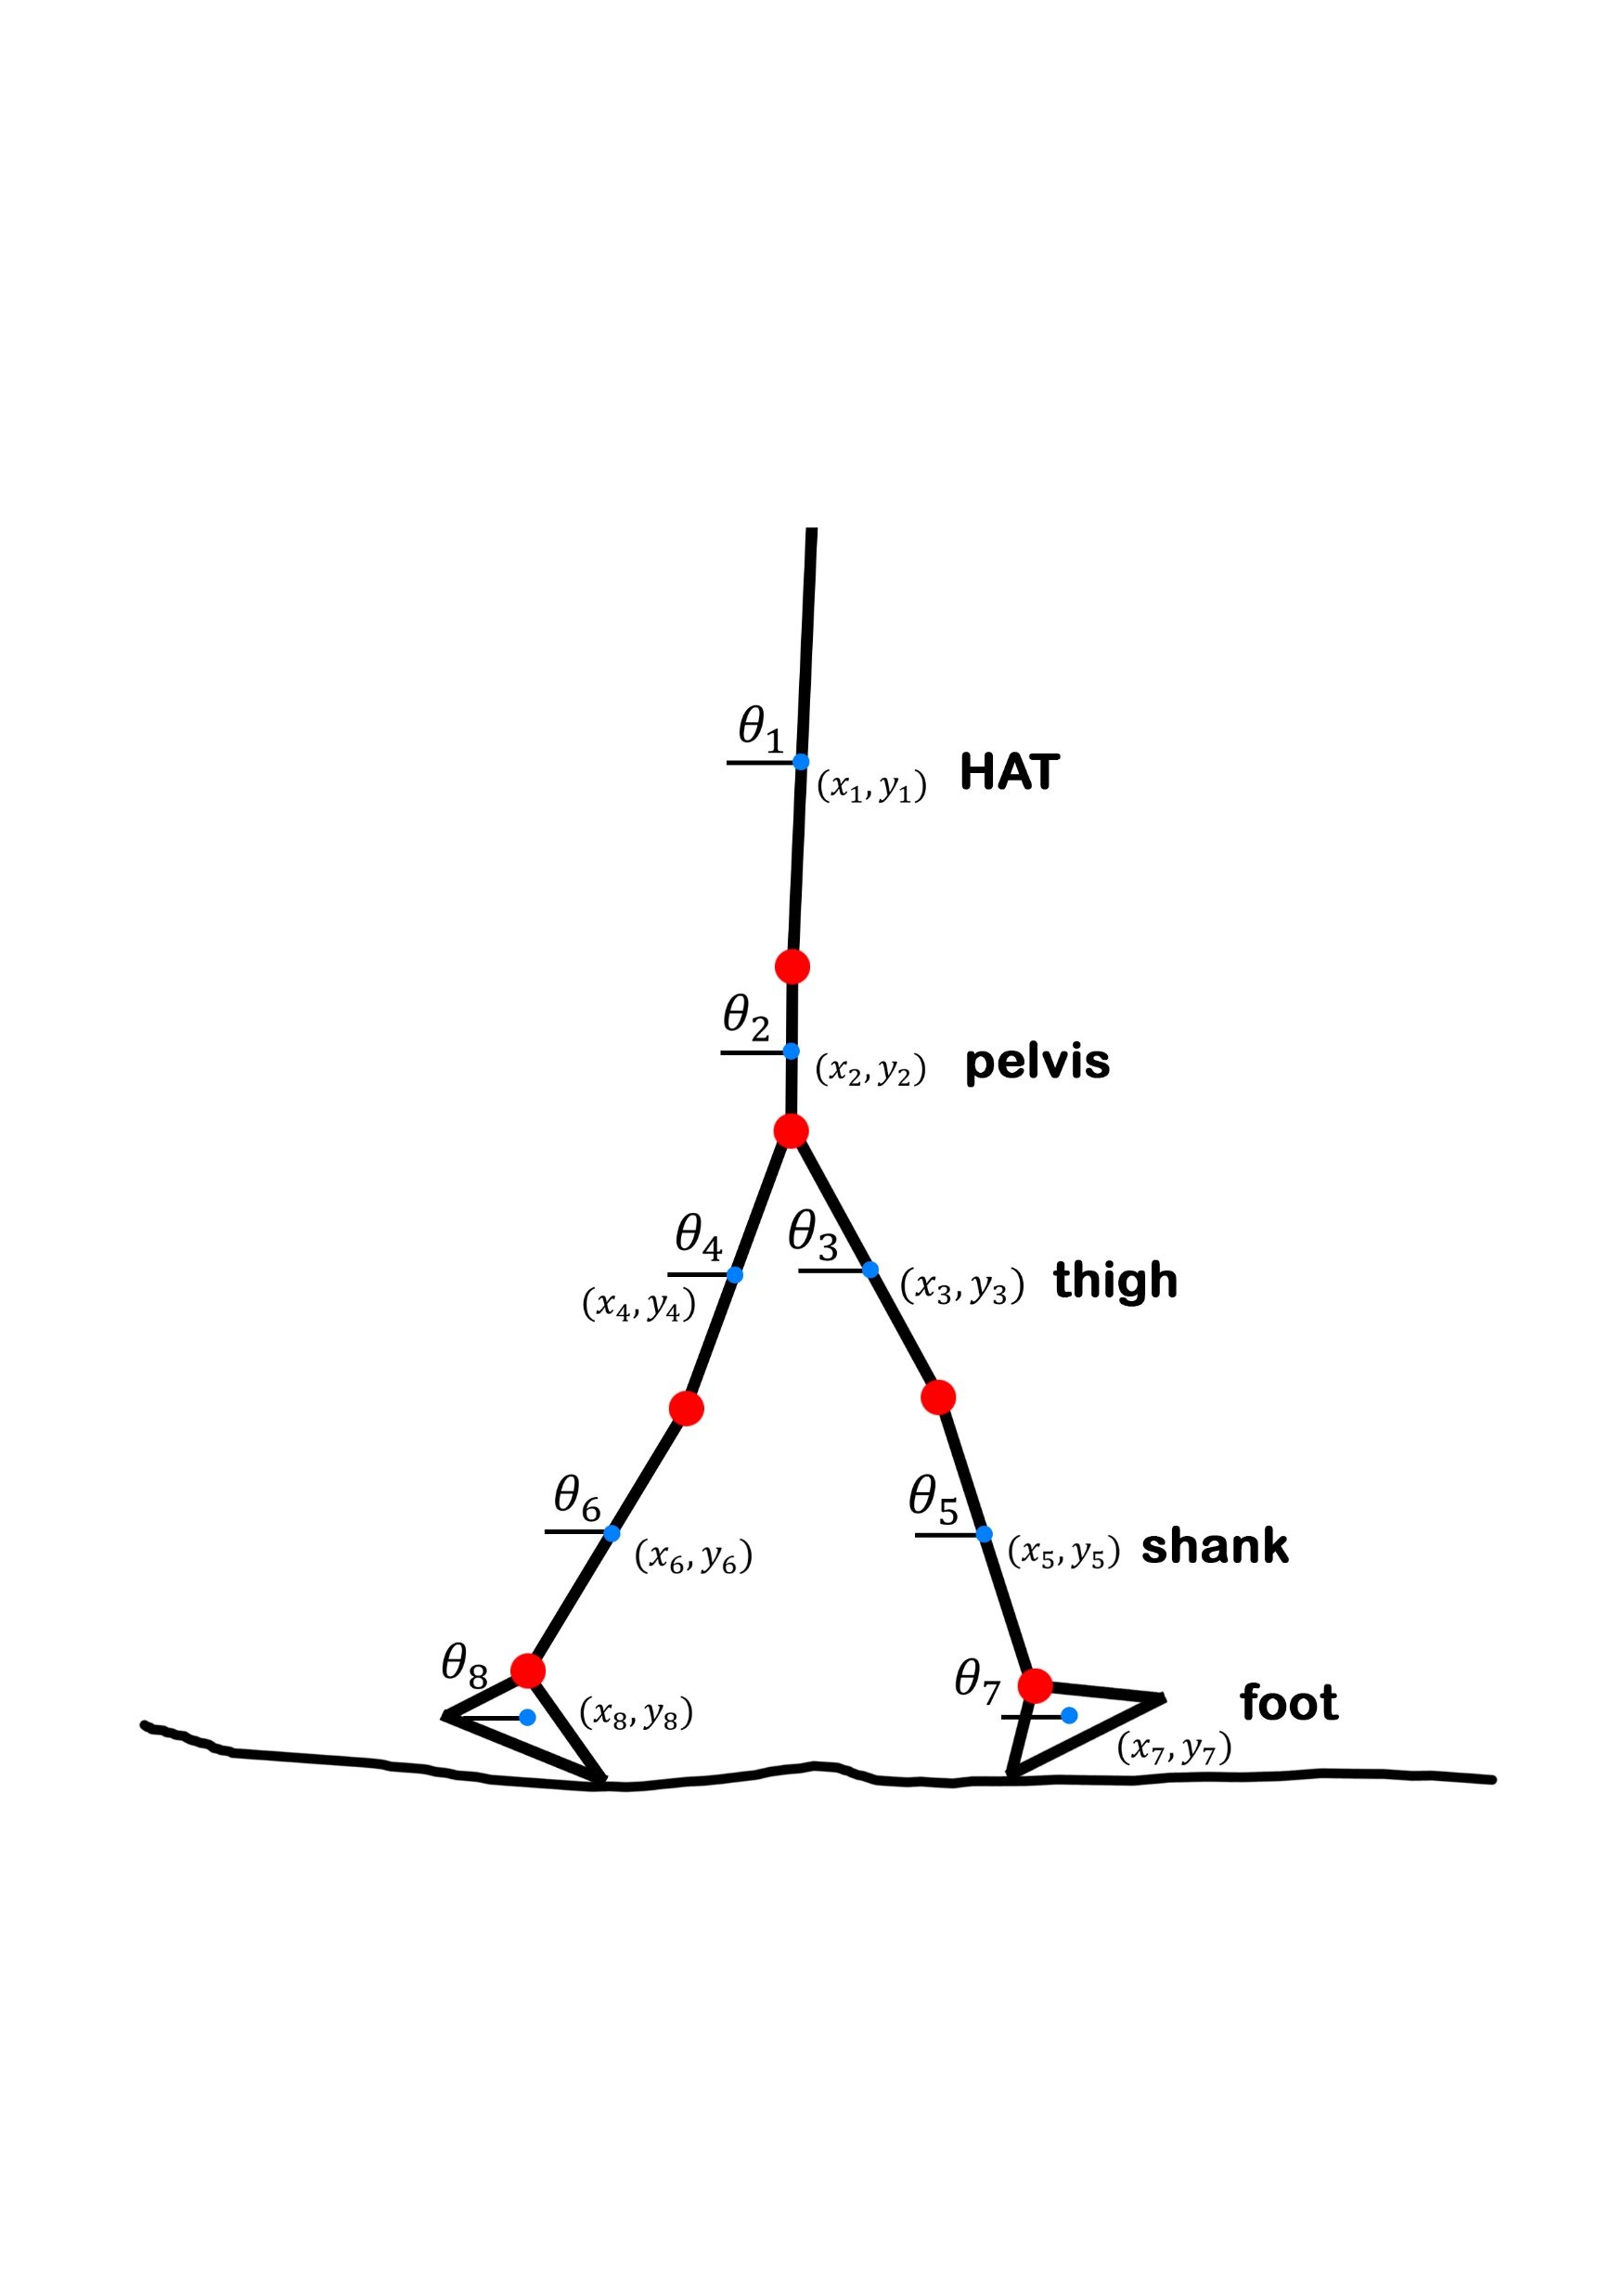 θ₁
(x₁, y₁) HAT
θ₂
(x₂, y₂) pelvis
θ₄ θ₃
(x₄, y₄) (x₃, y₃) thigh
θ₆ θ₅
(x₆, y₆) (x₅, y₅) shank
θ₈ θ₇
(x₈, y₈) foot
(x₇, y₇)